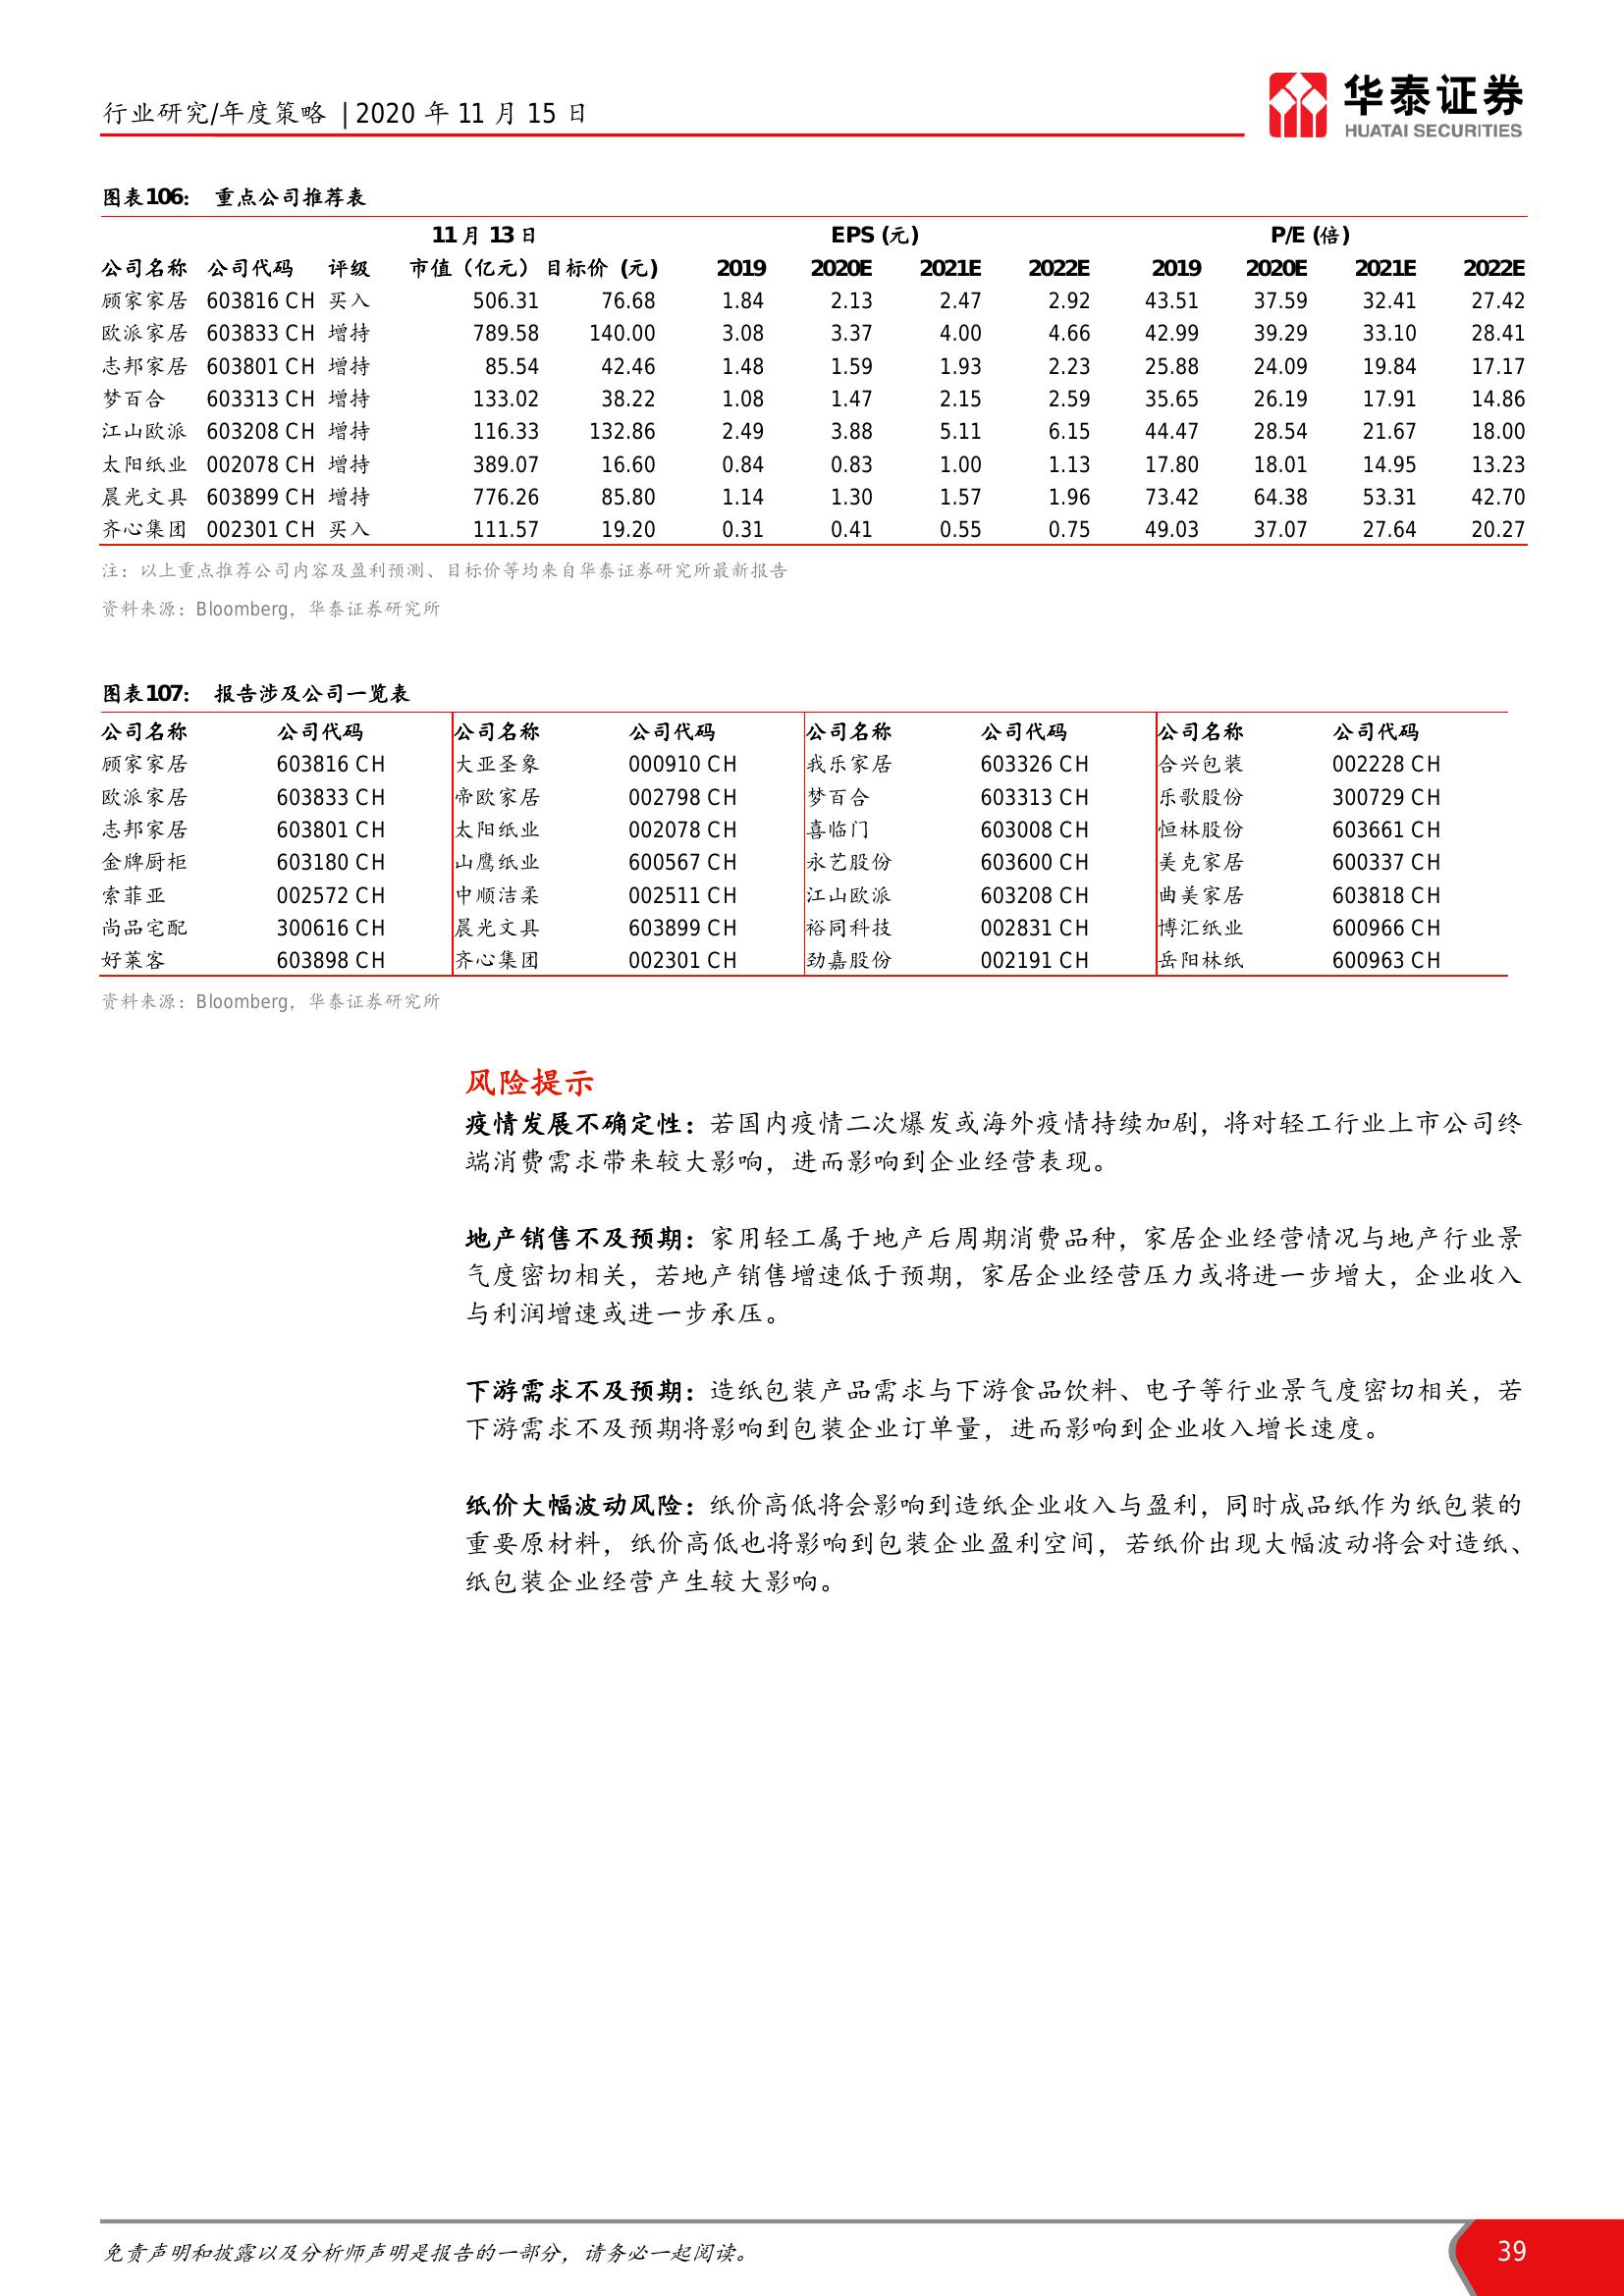 行业研究/年度策略 | 2020 年 11 月 15 日
华泰证券
HUATAI SECURITIES
图表106: 重点公司推荐表
11 月 13 日 EPS (元) P/E (倍)
公司名称 公司代码 评级 市值（亿元） 目标价 (元) 2019 2020E 2021E 2022E 2019 2020E 2021E 2022E
顾家家居 603816 CH 买入 506.31 76.68 1.84 2.13 2.47 2.92 43.51 37.59 32.41 27.42
欧派家居 603833 CH 增持 789.58 140.00 3.08 3.37 4.00 4.66 42.99 39.29 33.10 28.41
志邦家居 603801 CH 增持 85.54 42.46 1.48 1.59 1.93 2.23 25.88 24.09 19.84 17.17
梦百合 603313 CH 增持 133.02 38.22 1.08 1.47 2.15 2.59 35.65 26.19 17.91 14.86
江山欧派 603208 CH 增持 116.33 132.86 2.49 3.88 5.11 6.15 44.47 28.54 21.67 18.00
太阳纸业 002078 CH 增持 389.07 16.60 0.84 0.83 1.00 1.13 17.80 18.01 14.95 13.23
晨光文具 603899 CH 增持 776.26 85.80 1.14 1.30 1.57 1.96 73.42 64.38 53.31 42.70
齐心集团 002301 CH 买入 111.57 19.20 0.31 0.41 0.55 0.75 49.03 37.07 27.64 20.27
注：以上重点推荐公司内容及盈利预测、目标价等均来自华泰证券研究所最新报告
资料来源：Bloomberg，华泰证券研究所
图表107: 报告涉及公司一览表
公司名称 公司代码 公司名称 公司代码 公司名称 公司代码 公司名称 公司代码
顾家家居 603816 CH 大亚圣象 000910 CH 我乐家居 603326 CH 合兴包装 002228 CH
欧派家居 603833 CH 帝欧家居 002798 CH 梦百合 603313 CH 乐歌股份 300729 CH
志邦家居 603801 CH 太阳纸业 002078 CH 喜临门 603008 CH 恒林股份 603661 CH
金牌厨柜 603180 CH 山鹰纸业 600567 CH 永艺股份 603600 CH 美克家居 600337 CH
索菲亚 002572 CH 中顺洁柔 002511 CH 江山欧派 603208 CH 曲美家居 603818 CH
尚品宅配 300616 CH 晨光文具 603899 CH 裕同科技 002831 CH 博汇纸业 600966 CH
好莱客 603898 CH 齐心集团 002301 CH 劲嘉股份 002191 CH 岳阳林纸 600963 CH
资料来源：Bloomberg，华泰证券研究所
风险提示
疫情发展不确定性：若国内疫情二次爆发或海外疫情持续加剧，将对轻工行业上市公司终
端消费需求带来较大影响，进而影响到企业经营表现。
地产销售不及预期：家用轻工属于地产后周期消费品种，家居企业经营情况与地产行业景
气度密切相关，若地产销售增速低于预期，家居企业经营压力或将进一步增大，企业收入
与利润增速或进一步承压。
下游需求不及预期：造纸包装产品需求与下游食品饮料、电子等行业景气度密切相关，若
下游需求不及预期将影响到包装企业订单量，进而影响到企业收入增长速度。
纸价大幅波动风险：纸价高低将会影响到造纸企业收入与盈利，同时成品纸作为纸包装的
重要原材料，纸价高低也将影响到包装企业盈利空间，若纸价出现大幅波动将会对造纸、
纸包装企业经营产生较大影响。
免责声明和披露以及分析师声明是报告的一部分，请务必一起阅读。 39